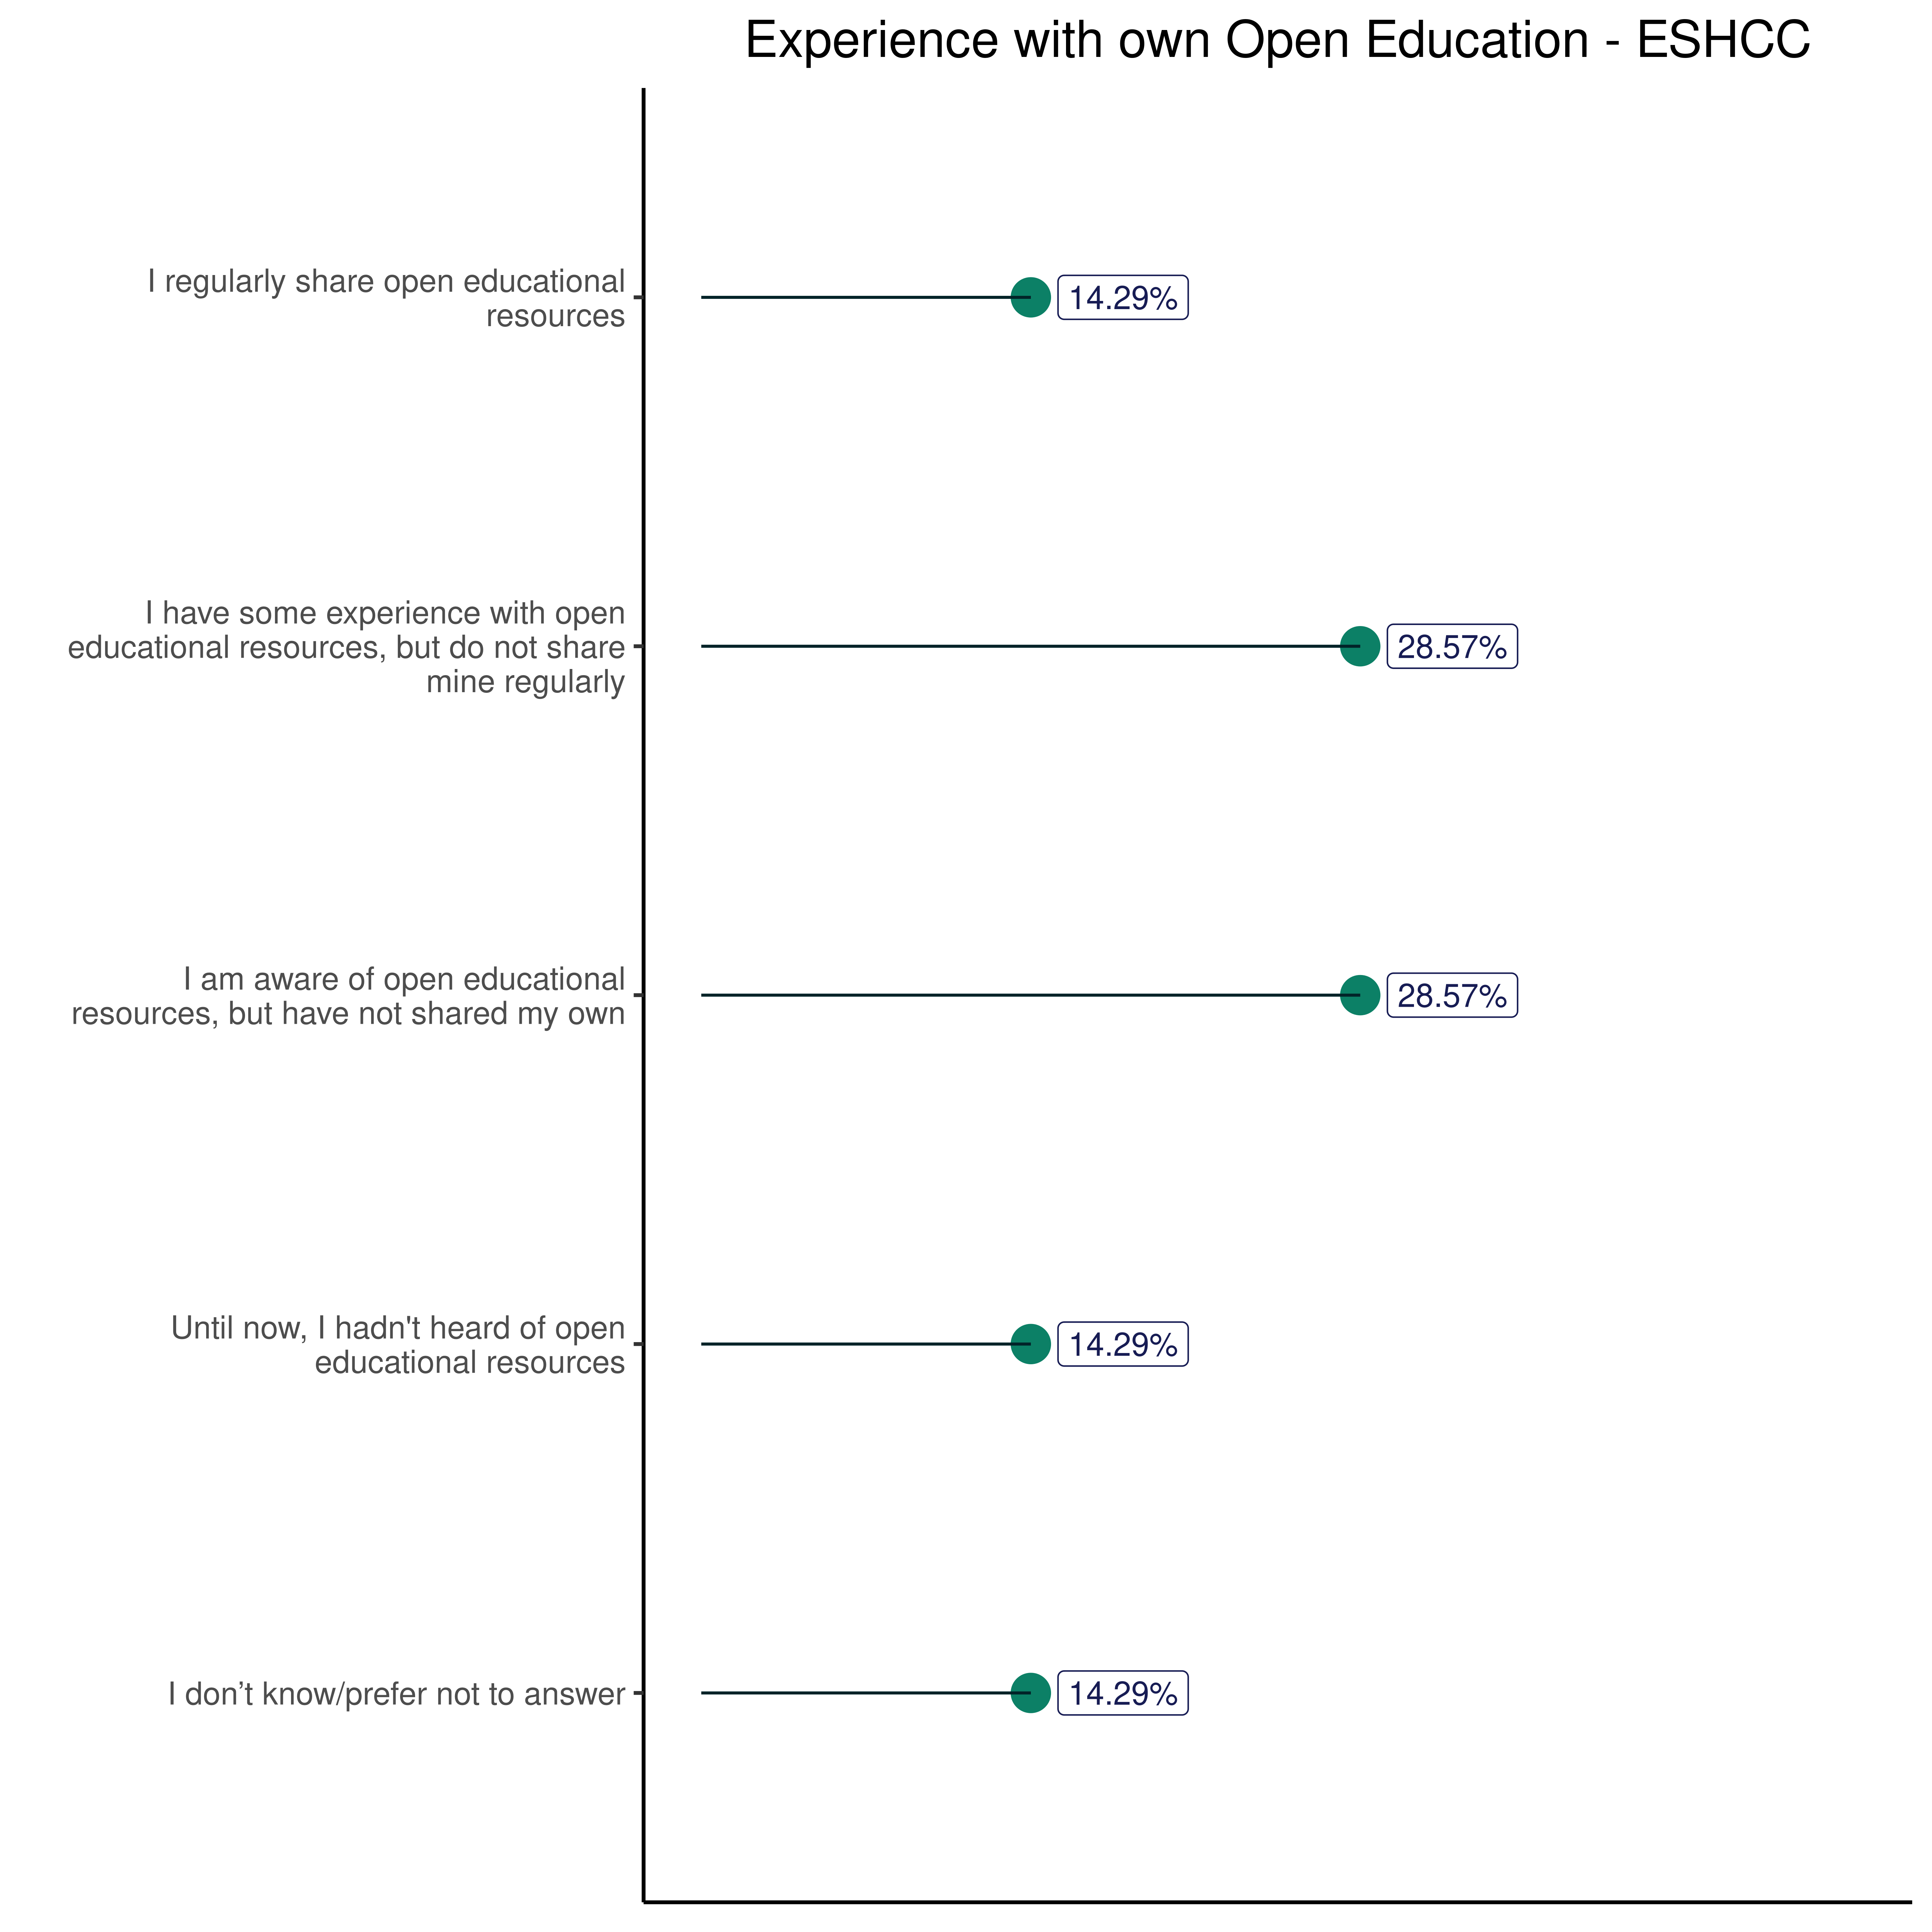 Experience with own Open Education - ESHCC
I regularly share open educational
resources
14.29%
I have some experience with open
educational resources, but do not share
mine regularly
28.57%
I am aware of open educational
resources, but have not shared my own
28.57%
Until now, I hadn't heard of open
educational resources
14.29%
I don’t know/prefer not to answer
14.29%